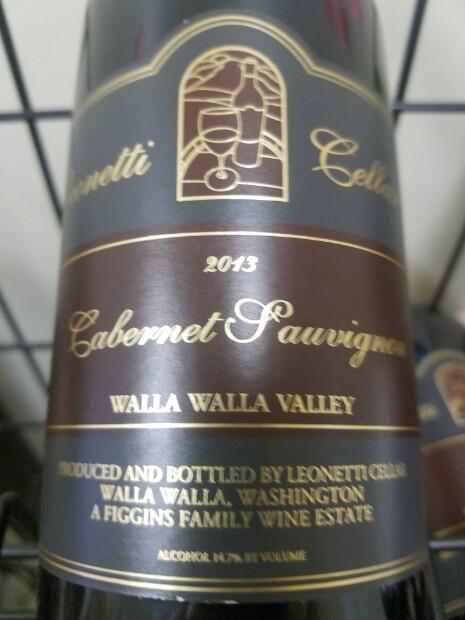 Leonetti Cellar
2013
Cabernet Sauvignon
WALLA WALLA VALLEY
PRODUCED AND BOTTLED BY LEONETTI CELLAR
WALLA WALLA, WASHINGTON
A FIGGINS FAMILY WINE ESTATE
ALCOHOL 14.7% BY VOLUME